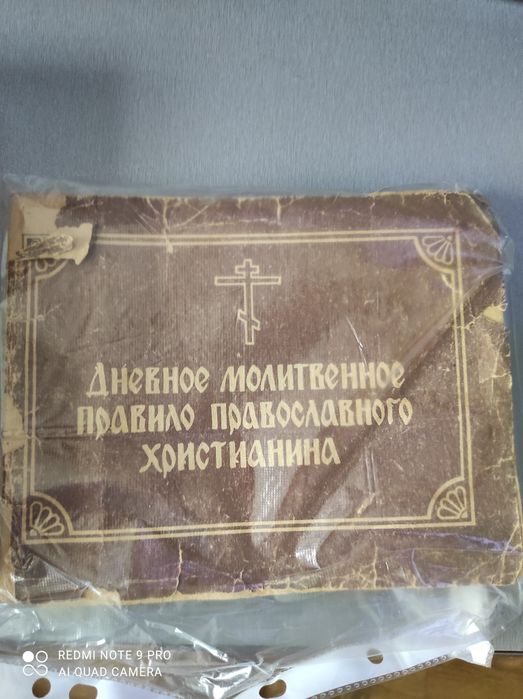 Дневное молитвенное
правило православного
христианина
REDMI NOTE 9 PRO
AI QUAD CAMERA